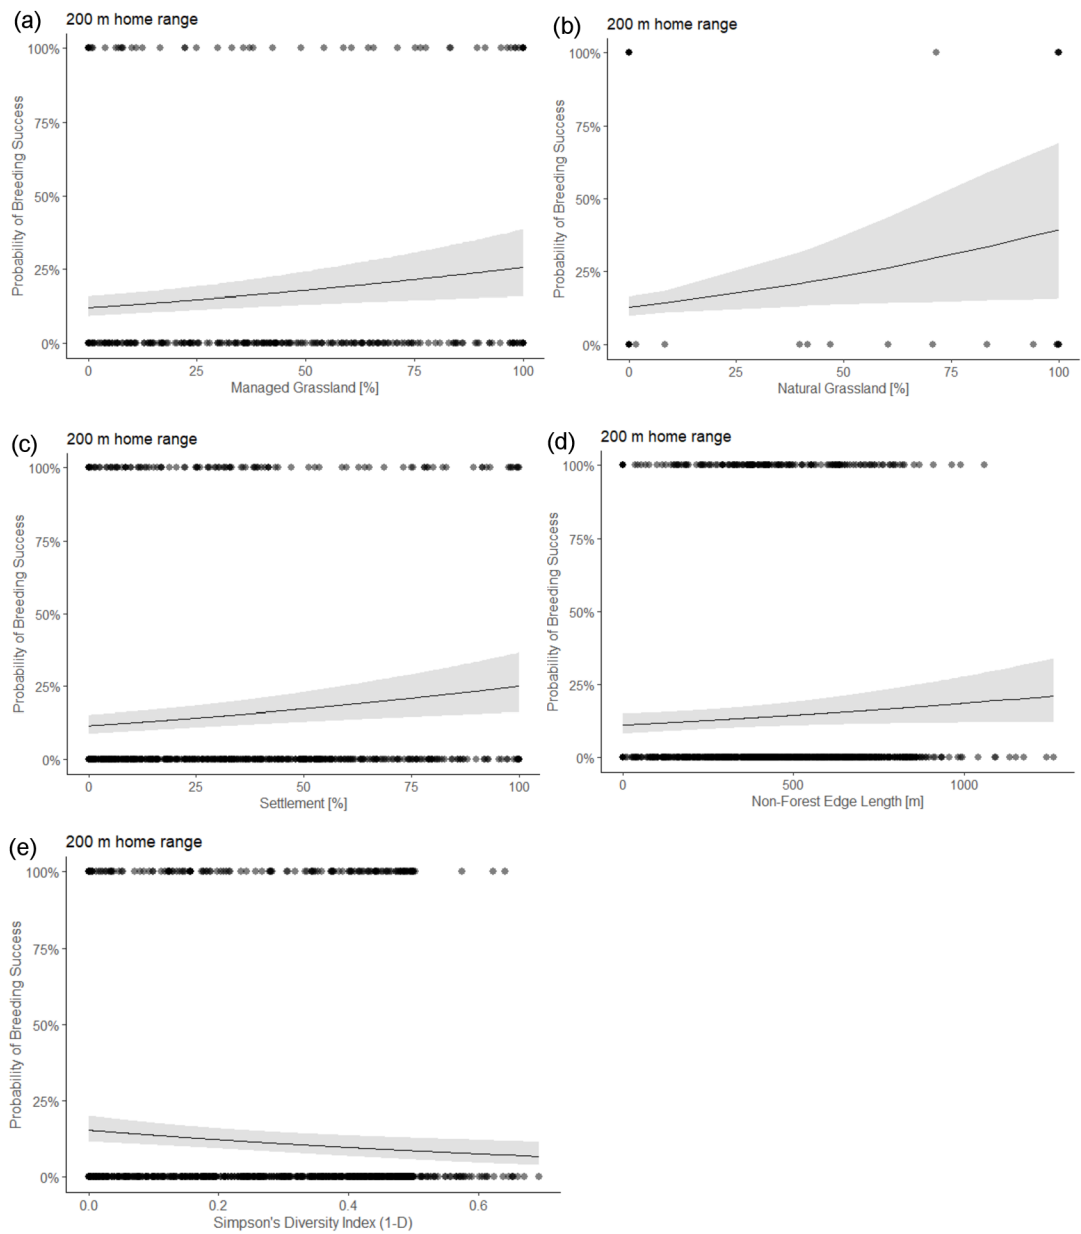 (a)
200 m home range
100%
75%
50%
25%
0%
Probability of Breeding Success
0 25 50 75 100
Managed Grassland [%]
(b)
200 m home range
100%
75%
50%
25%
0%
Probability of Breeding Success
0 25 50 75 100
Natural Grassland [%]
(c)
200 m home range
100%
75%
50%
25%
0%
Probability of Breeding Success
0 25 50 75 100
Settlement [%]
(d)
200 m home range
100%
75%
50%
25%
0%
Probability of Breeding Success
0 500 1000
Non-Forest Edge Length [m]
(e)
200 m home range
100%
75%
50%
25%
0%
Probability of Breeding Success
0.0 0.2 0.4 0.6
Simpson's Diversity Index (1-D)